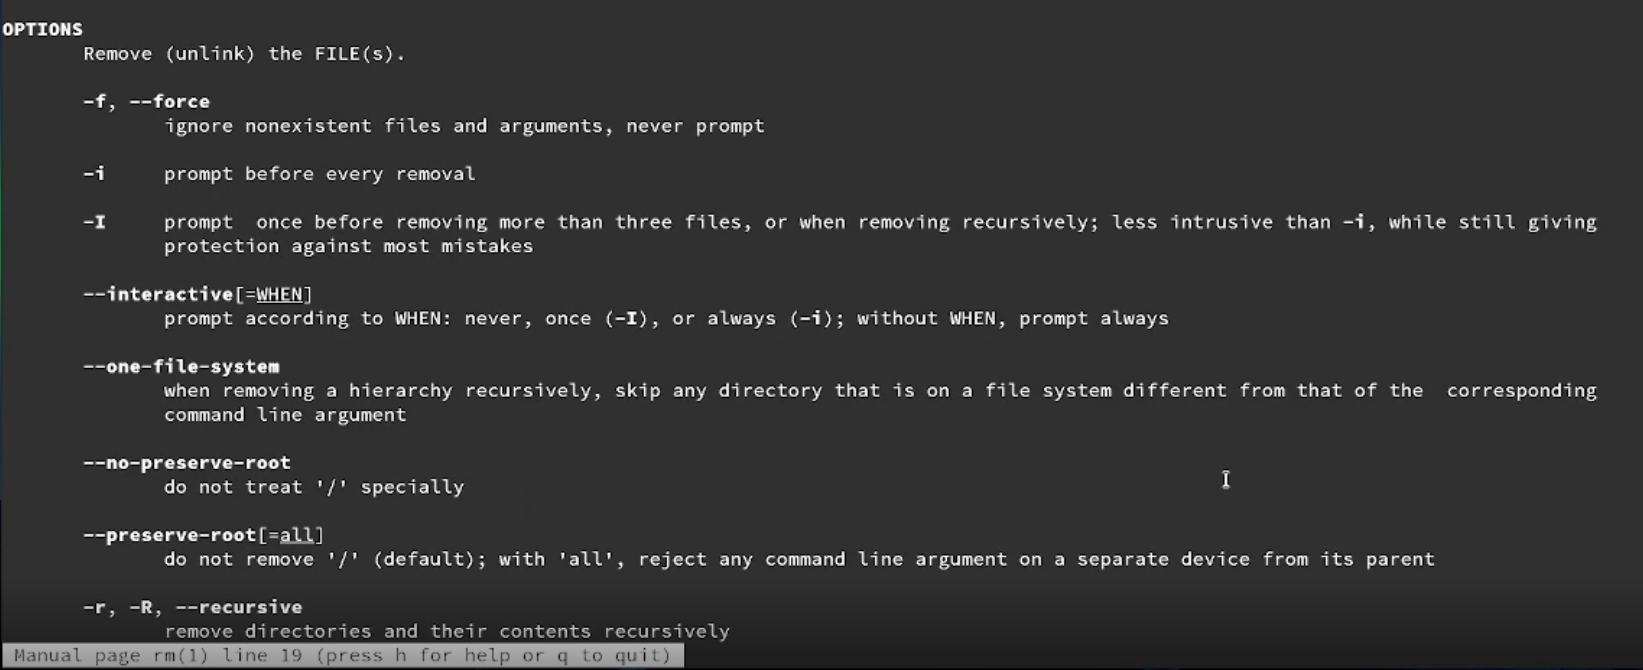 OPTIONS
Remove (unlink) the FILE(s).
-f, --force
ignore nonexistent files and arguments, never prompt
-i     prompt before every removal
-I     prompt  once before removing more than three files, or when removing recursively; less intrusive than -i, while still giving
protection against most mistakes
--interactive[=WHEN]
prompt according to WHEN: never, once (-I), or always (-i); without WHEN, prompt always
--one-file-system
when removing a hierarchy recursively, skip any directory that is on a file system different from that of the  corresponding
command line argument
--no-preserve-root
do not treat '/' specially
--preserve-root[=all]
do not remove '/' (default); with 'all', reject any command line argument on a separate device from its parent
-r, -R, --recursive
remove directories and their contents recursively
Manual page rm(1) line 19 (press h for help or q to quit)